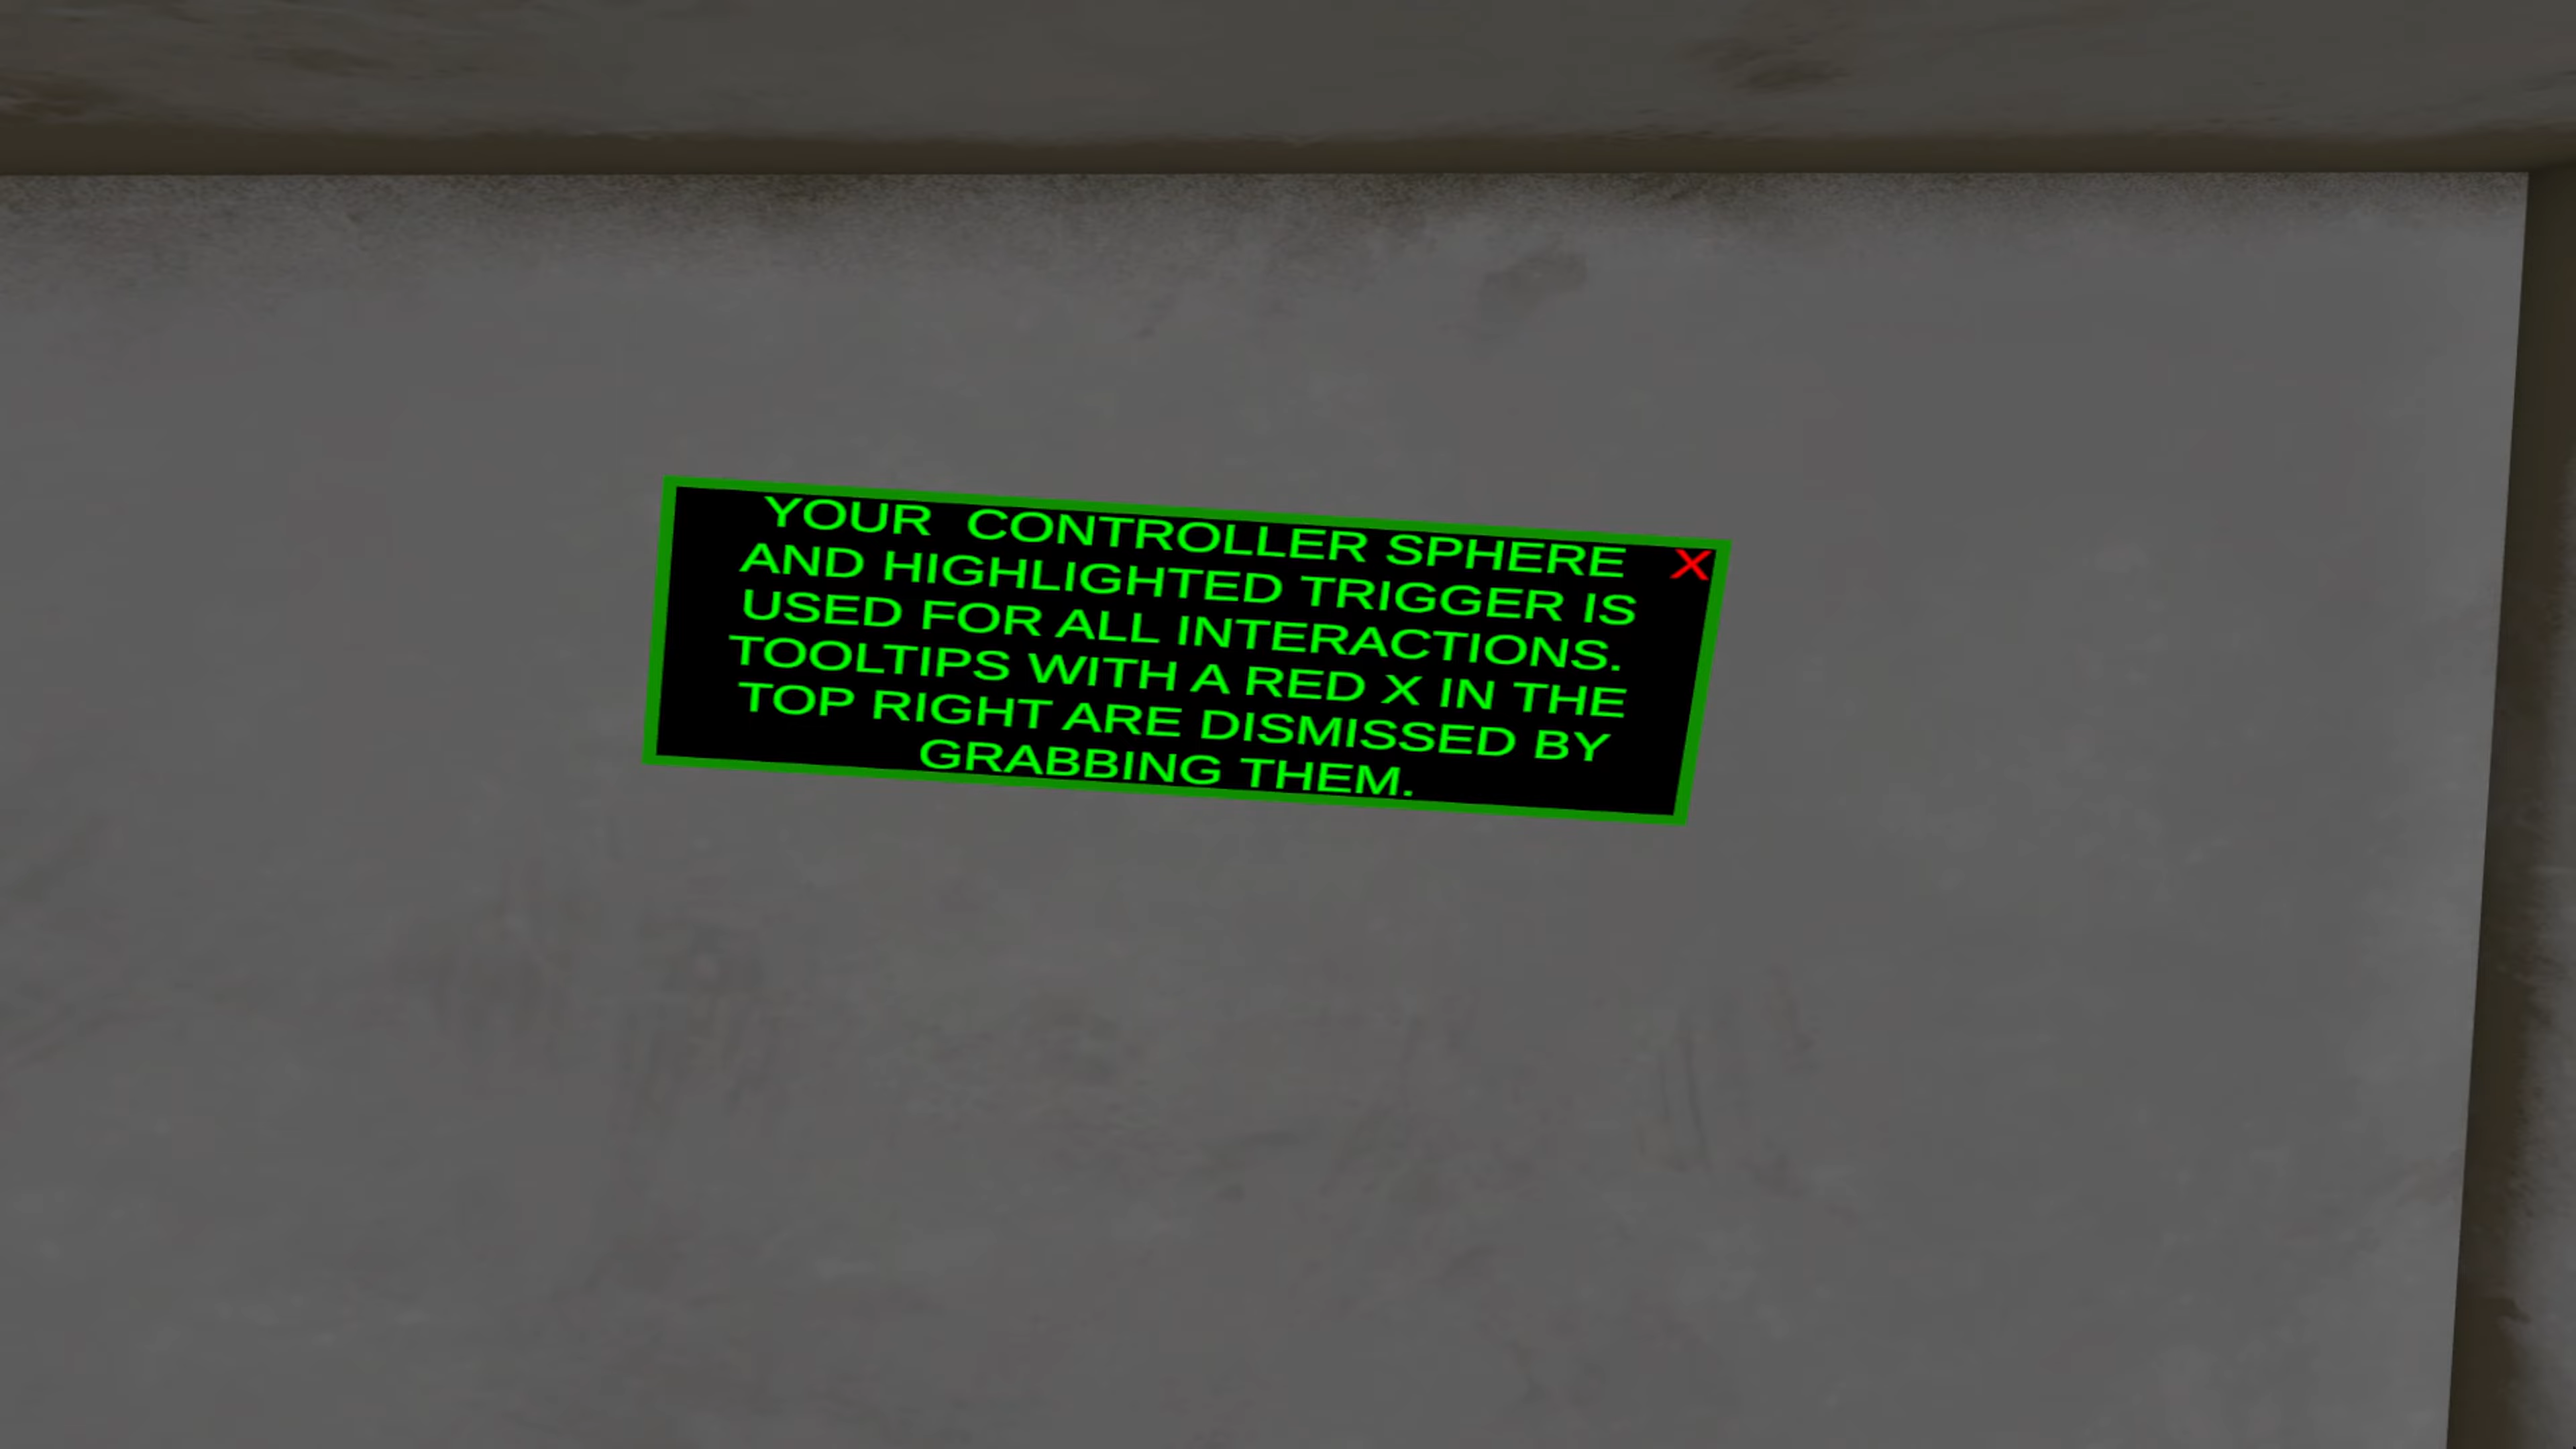 YOUR  CONTROLLER SPHERE
AND HIGHLIGHTED TRIGGER IS
USED FOR ALL INTERACTIONS.
TOOLTIPS WITH A RED X IN THE
TOP RIGHT ARE DISMISSED BY
GRABBING THEM.
X